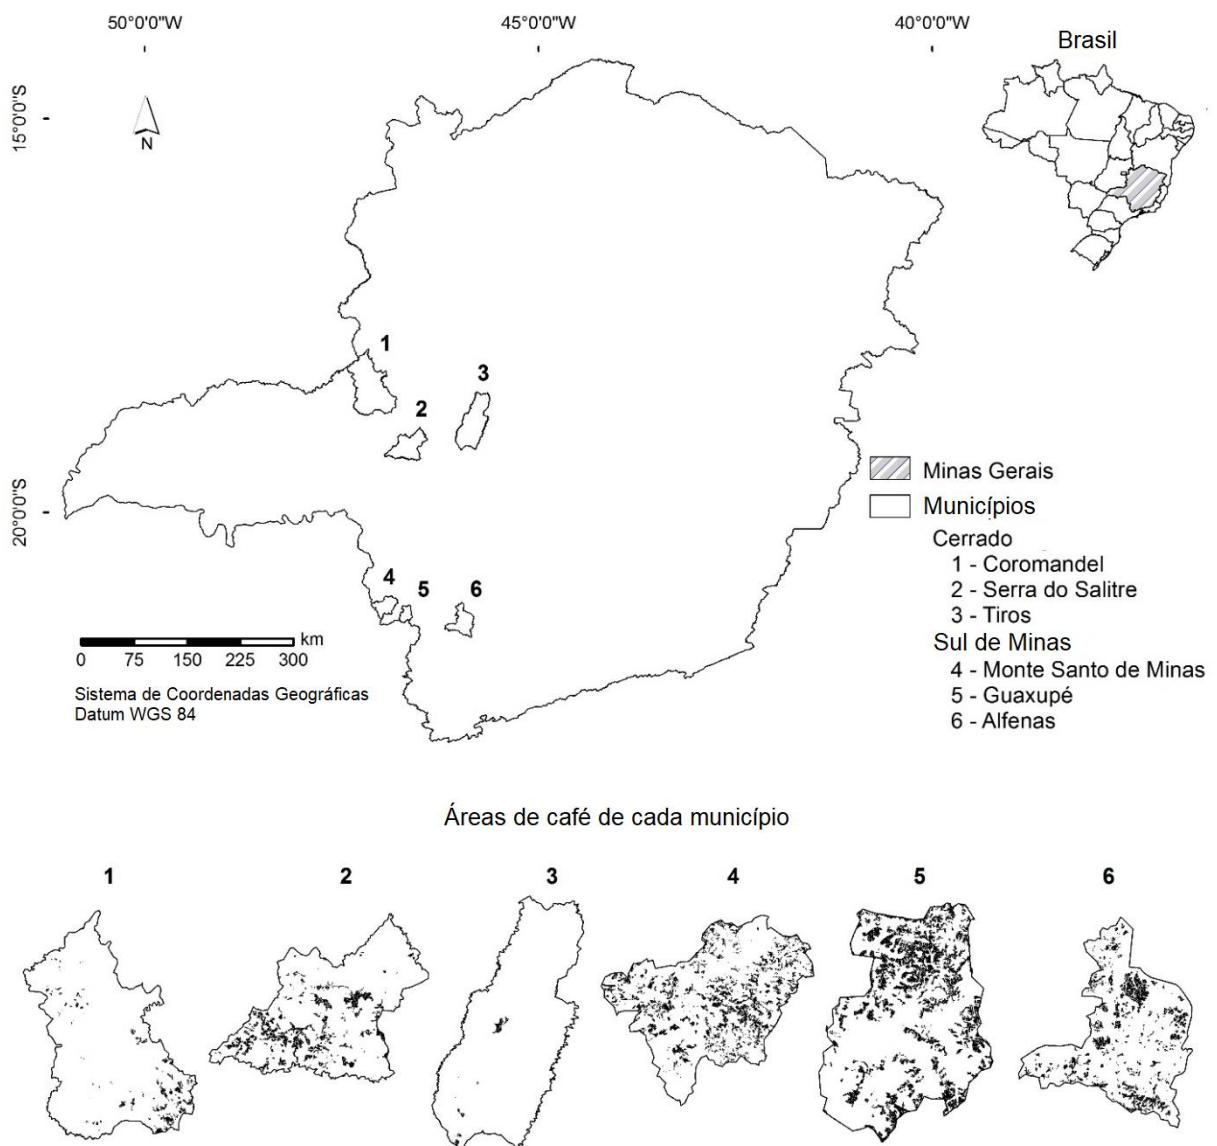 50°0'0"W
45°0'0"W
40°0'0"W
Brasil
15°0'0"S
N
1
3
2
Minas Gerais
Municípios
20°0'0"S
Cerrado
1 - Coromandel
2 - Serra do Salitre
3 - Tiros
4
5
6
Sul de Minas
km
0 75 150 225 300
4 - Monte Santo de Minas
5 - Guaxupé
6 - Alfenas
Sistema de Coordenadas Geográficas
Datum WGS 84
Áreas de café de cada município
1 2 3 4 5 6